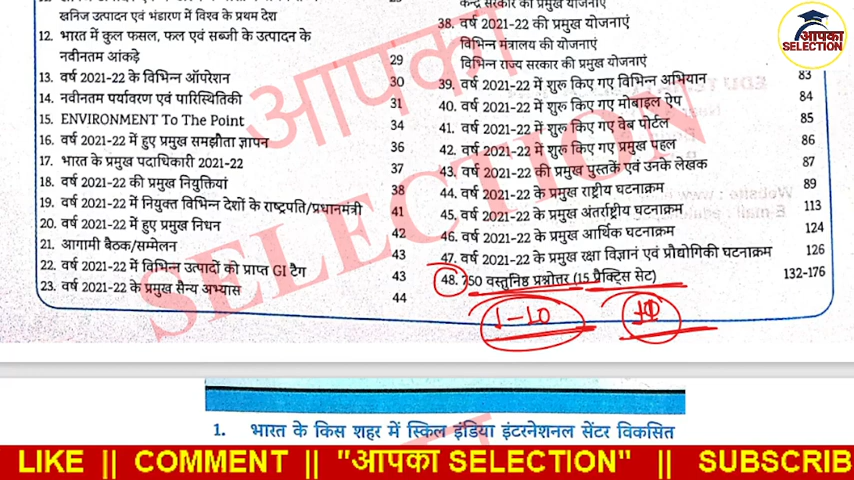 खनिज उत्पादन एवं भंडारण में विश्व के प्रथम देश
12. भारत में कुल फसल, फल एवं सब्जी के उत्पादन के
नवीनतम आंकड़े 29
13. वर्ष 2021-22 के विभिन्न ऑपरेशन 30
14. नवीनतम पर्यावरण एवं पारिस्थितिकी 31
15. ENVIRONMENT To The Point 34
16. वर्ष 2021-22 में हुए प्रमुख समझौता ज्ञापन 36
17. भारत के प्रमुख पदाधिकारी 2021-22 37
18. वर्ष 2021-22 की प्रमुख नियुक्तियां 38
19. वर्ष 2021-22 में नियुक्त विभिन्न देशों के राष्ट्रपति/प्रधानमंत्री 41
20. वर्ष 2021-22 में हुए प्रमुख निधन 42
21. आगामी बैठक/सम्मेलन 43
22. वर्ष 2021-22 में विभिन्न उत्पादों को प्राप्त GI टैग 43
23. वर्ष 2021-22 के प्रमुख सैन्य अभ्यास 44
केन्द्र सरकार की प्रमुख योजनाएं
38. वर्ष 2021-22 की प्रमुख योजनाएं
विभिन्न मंत्रालय की योजनाएं
विभिन्न राज्य सरकार की प्रमुख योजनाएं
39. वर्ष 2021-22 में शुरू किए गए विभिन्न अभियान 83
40. वर्ष 2021-22 में शुरू किए गए मोबाइल ऐप 84
41. वर्ष 2021-22 में शुरू किए गए वेब पोर्टल 85
42. वर्ष 2021-22 में शुरू किए गए प्रमुख पहल 86
43. वर्ष 2021-22 की प्रमुख पुस्तकें एवं उनके लेखक 87
44. वर्ष 2021-22 के प्रमुख राष्ट्रीय घटनाक्रम 89
45. वर्ष 2021-22 के प्रमुख अंतर्राष्ट्रीय घटनाक्रम 113
46. वर्ष 2021-22 के प्रमुख आर्थिक घटनाक्रम 124
47. वर्ष 2021-22 के प्रमुख रक्षा विज्ञानं एवं प्रौद्योगिकी घटनाक्रम 126
48. 750 वस्तुनिष्ठ प्रश्नोत्तर (15 प्रैक्टिस सेट) 132-176
1-10
आपका
SELECTION
आपका
SELECTION
1. भारत के किस शहर में स्किल इंडिया इंटरनेशनल सेंटर विकसित
LIKE || COMMENT || "आपका SELECTION" || SUBSCRIB